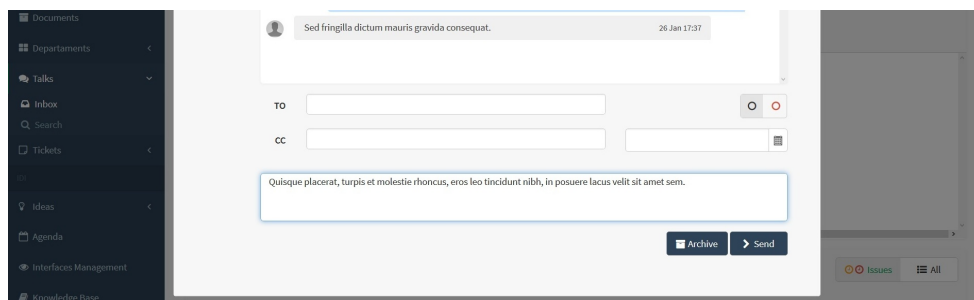 Documents
Departaments
Talks
Inbox
Search
Tickets
Ideas
Agenda
Interfaces Management
Knowledge Base
Sed fringilla dictum mauris gravida consequat. 26 Jan 17:37
TO
CC
Quisque placerat, turpis et molestie rhoncus, eros leo tincidunt nibh, in posuere lacus velit sit amet sem.
Archive Send
Issues All